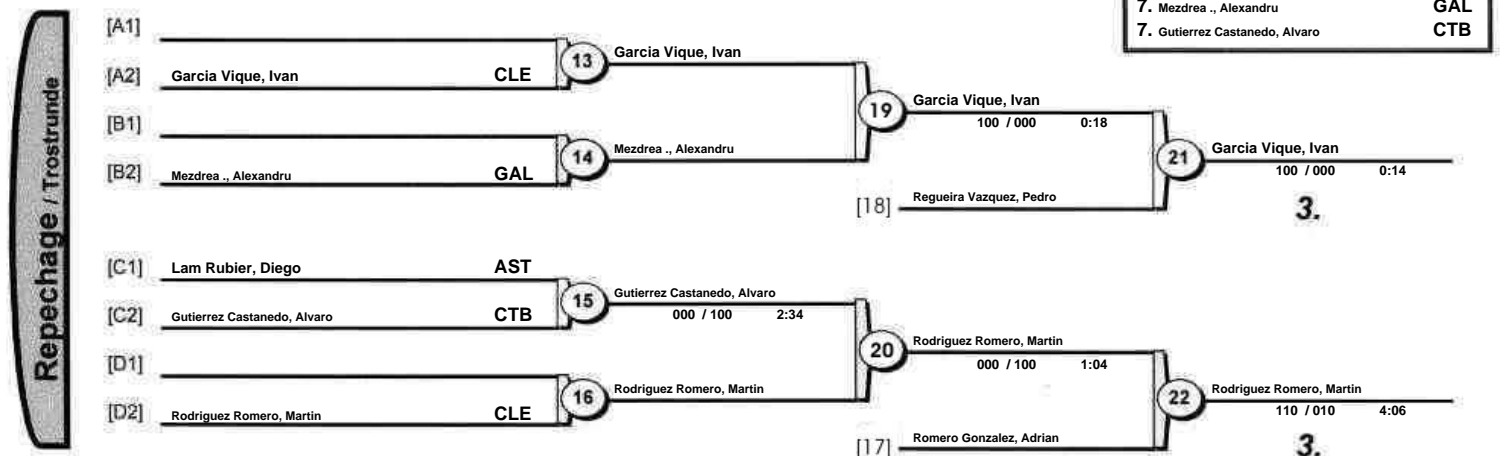 7. Mezdrea ., Alexandru GAL
7. Gutierrez Castanedo, Alvaro CTB
Repechage / Trostrunde
[A1]
[A2] Garcia Vique, Ivan CLE
13 Garcia Vique, Ivan
[B1]
[B2] Mezdrea ., Alexandru GAL
14 Mezdrea ., Alexandru
19 Garcia Vique, Ivan
100 / 000 0:18
[18] Regueira Vazquez, Pedro
21 Garcia Vique, Ivan
100 / 000 0:14
3.
[C1] Lam Rubier, Diego AST
[C2] Gutierrez Castanedo, Alvaro CTB
15 Gutierrez Castanedo, Alvaro
000 / 100 2:34
[D1]
[D2] Rodriguez Romero, Martin CLE
16 Rodriguez Romero, Martin
20 Rodriguez Romero, Martin
000 / 100 1:04
[17] Romero Gonzalez, Adrian
22 Rodriguez Romero, Martin
110 / 010 4:06
3.